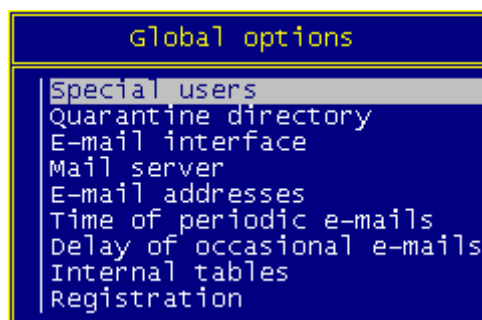 Global options
Special users
Quarantine directory
E-mail interface
Mail server
E-mail addresses
Time of periodic e-mails
Delay of occasional e-mails
Internal tables
Registration